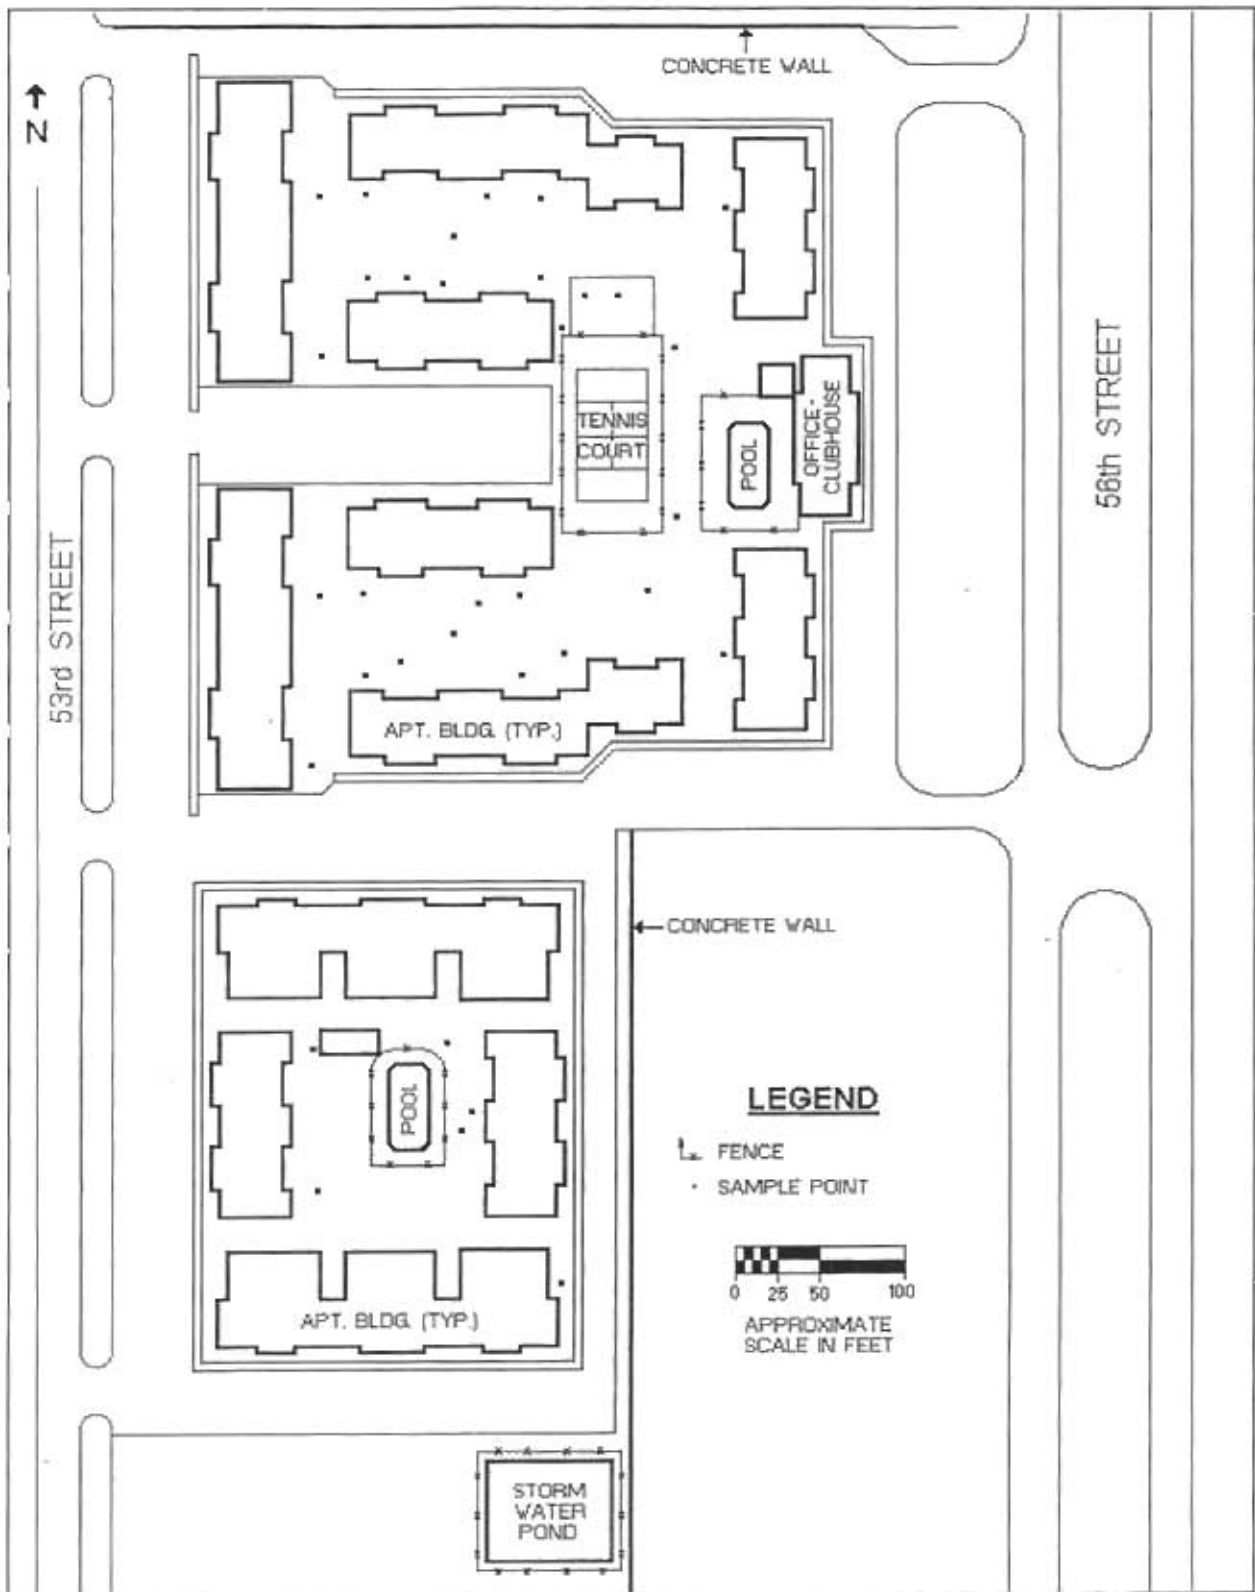 CONCRETE WALL
N
TENNIS
COURT
POOL
OFFICE-
CLUBHOUSE
56th STREET
53rd STREET
APT. BLDG. (TYP.)
CONCRETE WALL
POOL
LEGEND
FENCE
SAMPLE POINT
0 25 50 100
APPROXIMATE
SCALE IN FEET
APT. BLDG. (TYP.)
STORM
WATER
POND